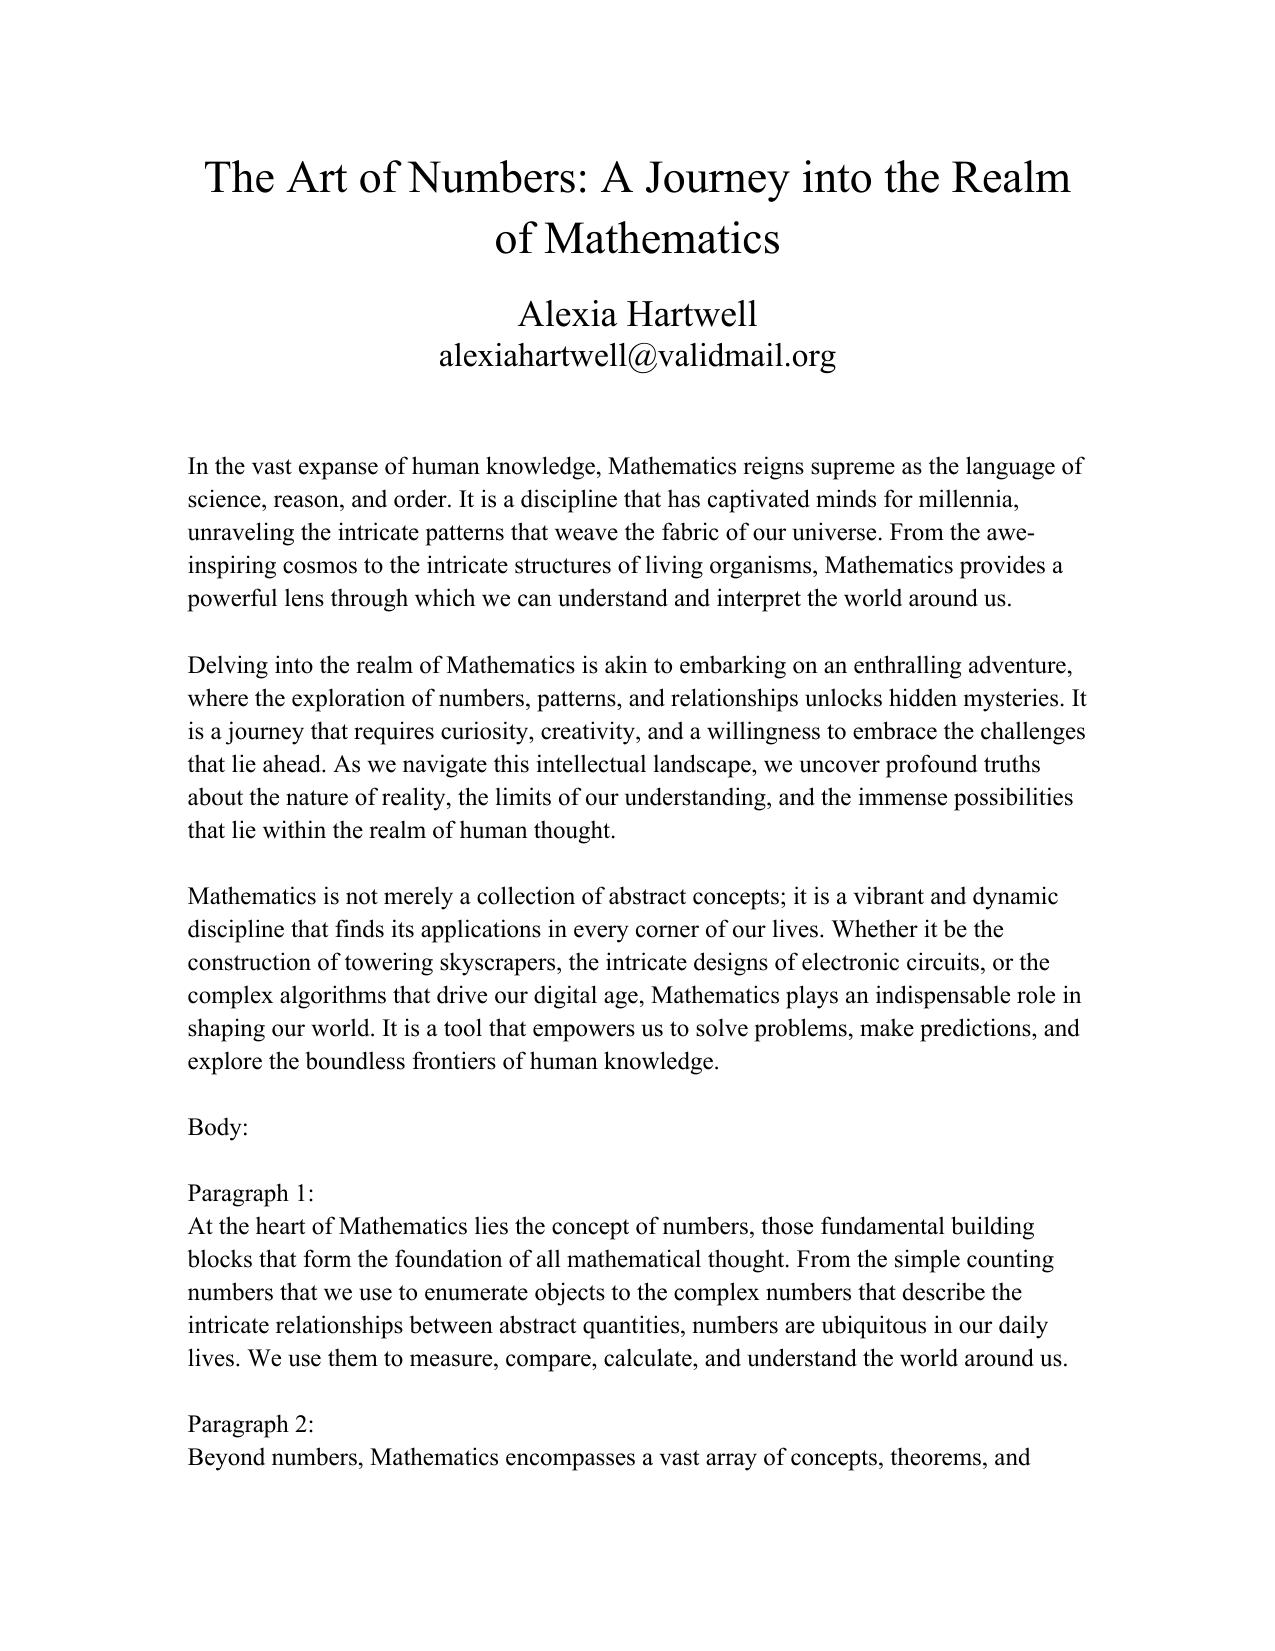 The Art of Numbers: A Journey into the Realm
of Mathematics
Alexia Hartwell
alexiahartwell@validmail.org
In the vast expanse of human knowledge, Mathematics reigns supreme as the language of
science, reason, and order. It is a discipline that has captivated minds for millennia,
unraveling the intricate patterns that weave the fabric of our universe. From the awe-
inspiring cosmos to the intricate structures of living organisms, Mathematics provides a
powerful lens through which we can understand and interpret the world around us.
Delving into the realm of Mathematics is akin to embarking on an enthralling adventure,
where the exploration of numbers, patterns, and relationships unlocks hidden mysteries. It
is a journey that requires curiosity, creativity, and a willingness to embrace the challenges
that lie ahead. As we navigate this intellectual landscape, we uncover profound truths
about the nature of reality, the limits of our understanding, and the immense possibilities
that lie within the realm of human thought.
Mathematics is not merely a collection of abstract concepts; it is a vibrant and dynamic
discipline that finds its applications in every corner of our lives. Whether it be the
construction of towering skyscrapers, the intricate designs of electronic circuits, or the
complex algorithms that drive our digital age, Mathematics plays an indispensable role in
shaping our world. It is a tool that empowers us to solve problems, make predictions, and
explore the boundless frontiers of human knowledge.
Body:
Paragraph 1:
At the heart of Mathematics lies the concept of numbers, those fundamental building
blocks that form the foundation of all mathematical thought. From the simple counting
numbers that we use to enumerate objects to the complex numbers that describe the
intricate relationships between abstract quantities, numbers are ubiquitous in our daily
lives. We use them to measure, compare, calculate, and understand the world around us.
Paragraph 2:
Beyond numbers, Mathematics encompasses a vast array of concepts, theorems, and